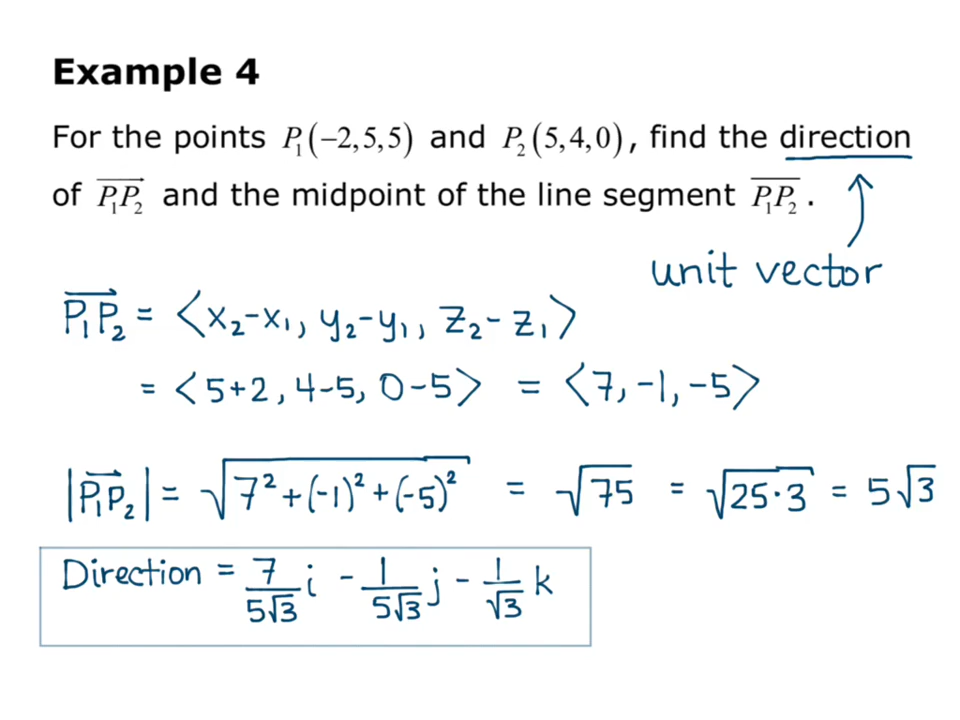 Example 4
For the points P₁(−2,5,5) and P₂(5,4,0), find the direction
of P₁P₂ and the midpoint of the line segment P₁P₂.
unit vector
P₁P₂ = ⟨x₂−x₁, y₂−y₁, z₂−z₁⟩
= ⟨5+2, 4−5, 0−5⟩ = ⟨7, −1, −5⟩
|P₁P₂| = √(7² + (−1)² + (−5)²) = √75 = √(25·3) = 5√3
Direction = 7/(5√3) i − 1/(5√3) j − 1/√3 k